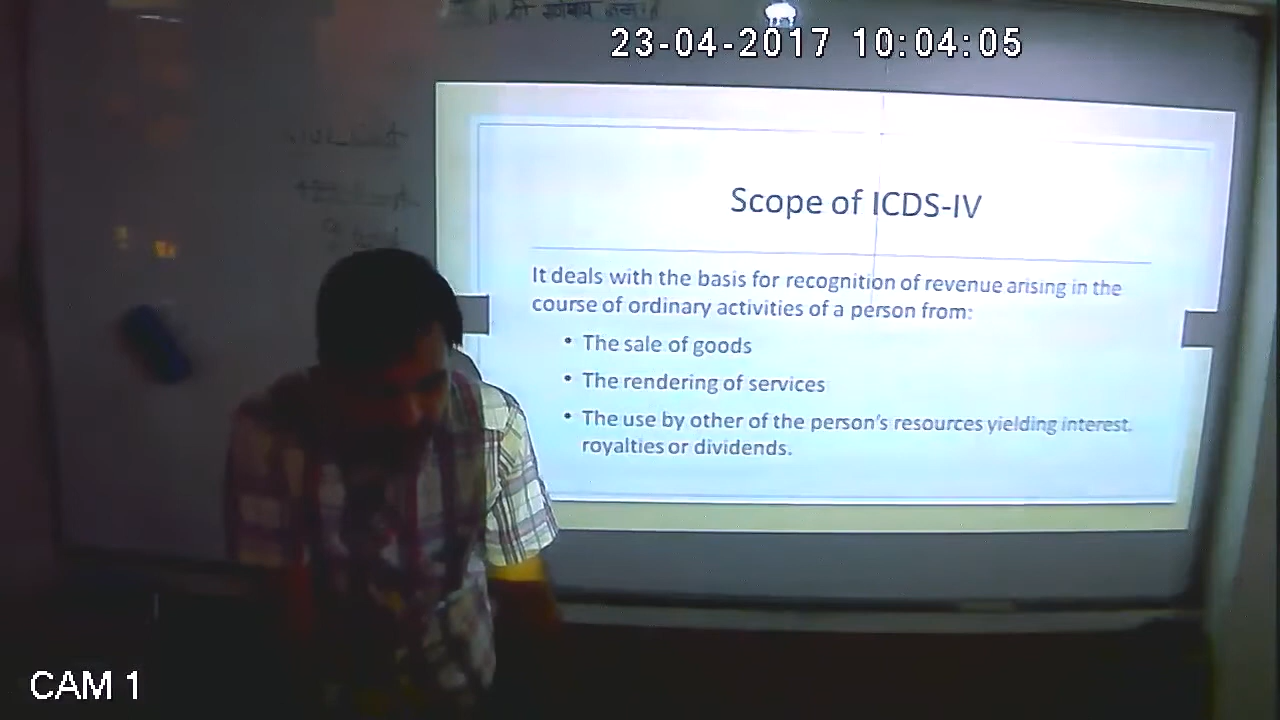 23-04-2017 10:04:05
Scope of ICDS-IV
It deals with the basis for recognition of revenue arising in the
course of ordinary activities of a person from:
• The sale of goods
• The rendering of services
• The use by other of the person's resources yielding interest,
royalties or dividends.
CAM 1